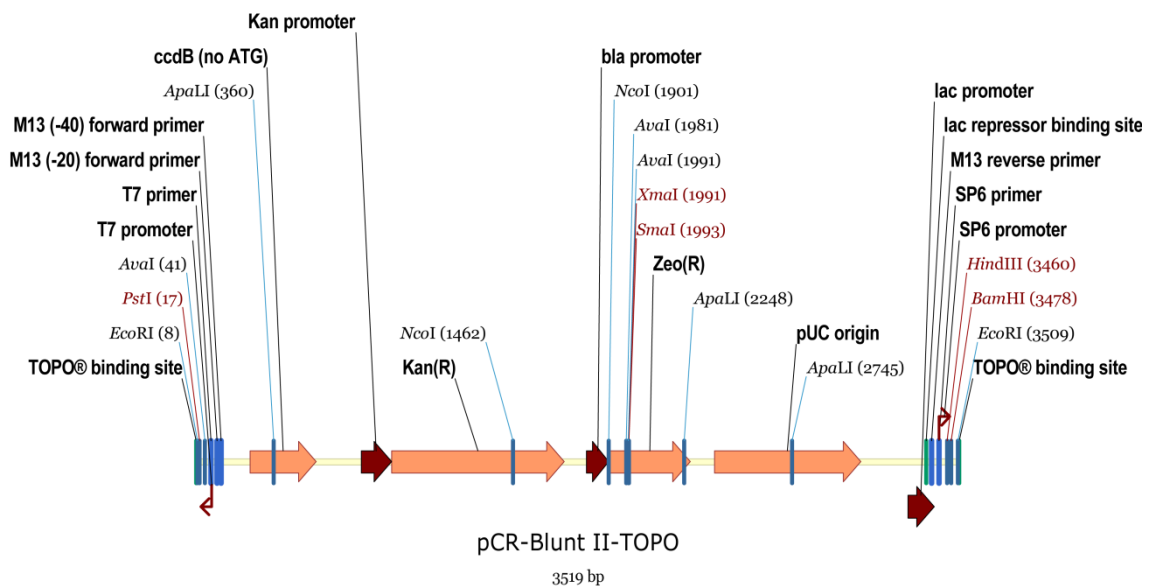 Kan promoter
ccdB (no ATG)
bla promoter
ApaLI (360)
NcoI (1901)
lac promoter
M13 (-40) forward primer
AvaI (1981)
lac repressor binding site
M13 (-20) forward primer
AvaI (1991)
M13 reverse primer
T7 primer
XmaI (1991)
SP6 primer
T7 promoter
SmaI (1993)
SP6 promoter
AvaI (41)
Zeo(R)
HindIII (3460)
PstI (17)
ApaLI (2248)
BamHI (3478)
EcoRI (8)
NcoI (1462)
pUC origin
EcoRI (3509)
TOPO® binding site
Kan(R)
ApaLI (2745)
TOPO® binding site
pCR-Blunt II-TOPO
3519 bp